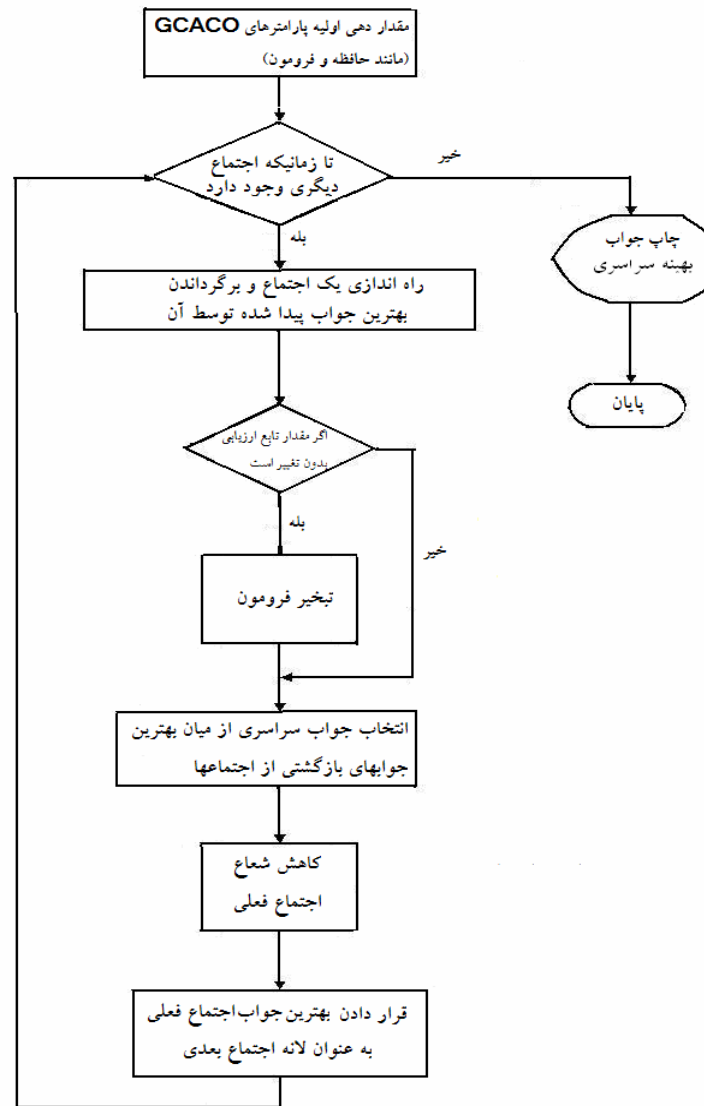 مقدار دهی اولیه پارامترهای GCACO
(مانند حافظه و فرومون)
تا زمانیکه اجتماع
دیگری وجود دارد
خیر
بله
چاپ جواب
بهینه سراسری
پایان
راه اندازی یک اجتماع و برگرداندن
بهترین جواب پیدا شده توسط آن
اگر مقدار تابع ارزیابی
بدون تغییر است
بله
خیر
تبخیر فرومون
انتخاب جواب سراسری از میان بهترین
جوابهای بازگشتی از اجتماعها
کاهش شعاع
اجتماع فعلی
قرار دادن بهترین جواب اجتماع فعلی
به عنوان لانه اجتماع بعدی